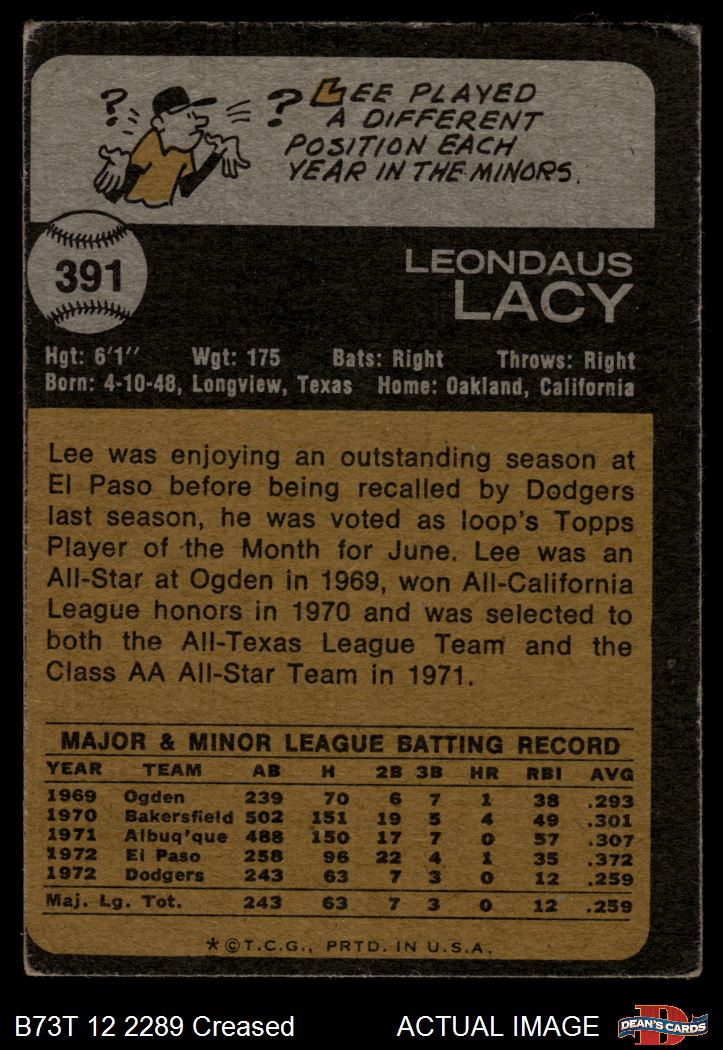 ? ? LEE PLAYED
A DIFFERENT
POSITION EACH
YEAR IN THE MINORS.
391
LEONDAUS
LACY
Hgt: 6'1" Wgt: 175 Bats: Right Throws: Right
Born: 4-10-48, Longview, Texas Home: Oakland, California
Lee was enjoying an outstanding season at
El Paso before being recalled by Dodgers
last season, he was voted as loop's Topps
Player of the Month for June. Lee was an
All-Star at Ogden in 1969, won All-California
League honors in 1970 and was selected to
both the All-Texas League Team and the
Class AA All-Star Team in 1971.
MAJOR & MINOR LEAGUE BATTING RECORD
YEAR TEAM AB H 2B 3B HR RBI AVG
1969 Ogden 239 70 6 7 1 38 .293
1970 Bakersfield 502 151 19 5 4 49 .301
1971 Albuq'que 488 150 17 7 0 57 .307
1972 El Paso 258 96 22 4 1 35 .372
1972 Dodgers 243 63 7 3 0 12 .259
Maj. Lg. Tot. 243 63 7 3 0 12 .259
*©T.C.G., PRTD. IN U.S.A.
B73T 12 2289 Creased ACTUAL IMAGE DEAN'S CARDS